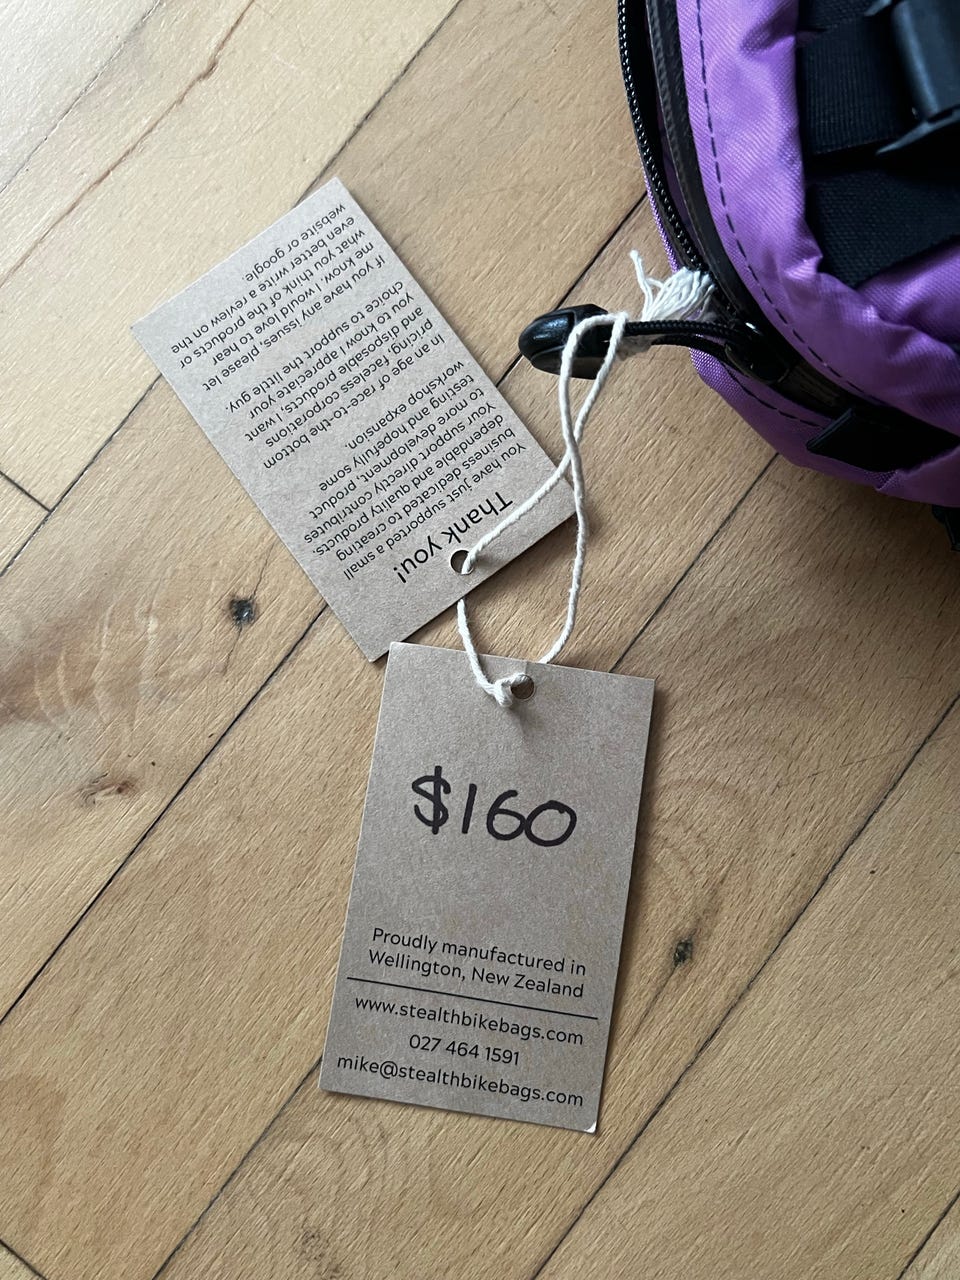 Thank you!
You have just supported a small
business dedicated to creating
dependable and quality products.
Your support directly contributes
to more development, product
testing and hopefully some
workshop expansion.
In an age of race-to-the bottom
pricing, faceless corporations
and disposable products, I want
you to know I appreciate your
choice to support the little guy.
If you have any issues, please let
me know. I would love to hear
what you think of the products or
even better write a review on the
website or google.
$160
Proudly manufactured in
Wellington, New Zealand
www.stealthbikebags.com
027 464 1591
mike@stealthbikebags.com